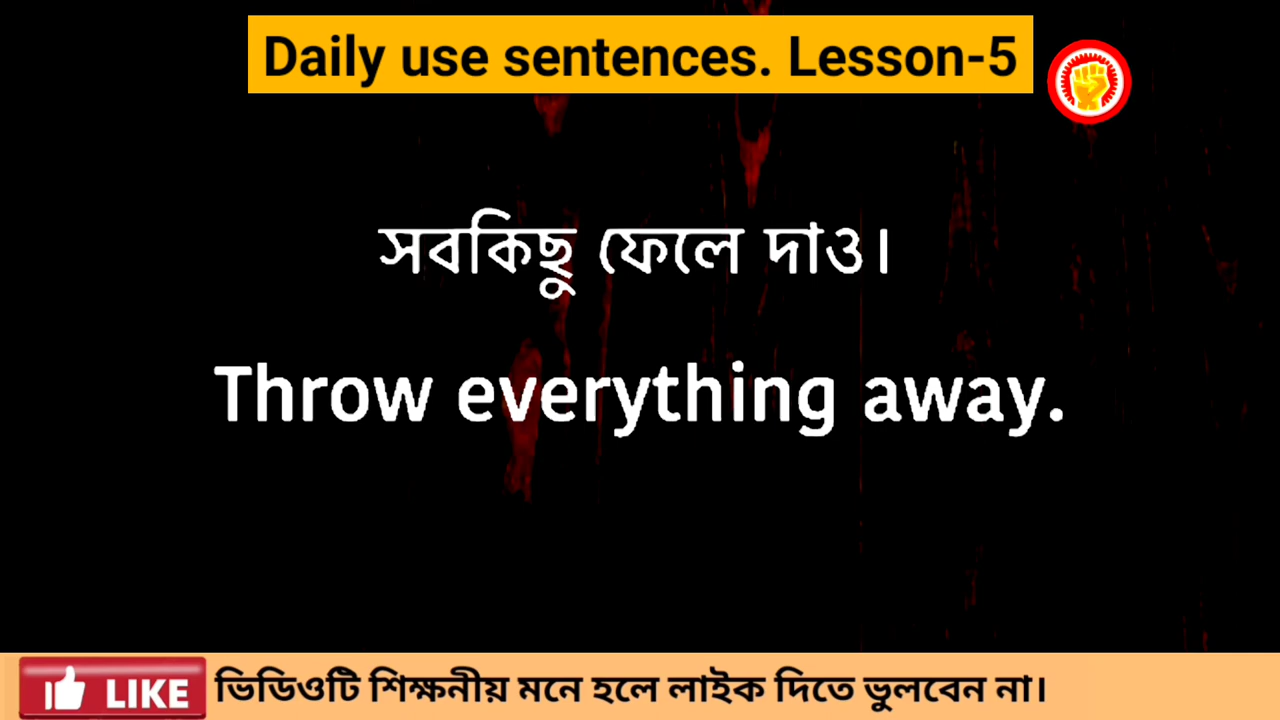 Daily use sentences. Lesson-5
সবকিছু ফেলে দাও।
Throw everything away.
LIKE ভিডিওটি শিক্ষনীয় মনে হলে লাইক দিতে ভুলবেন না।